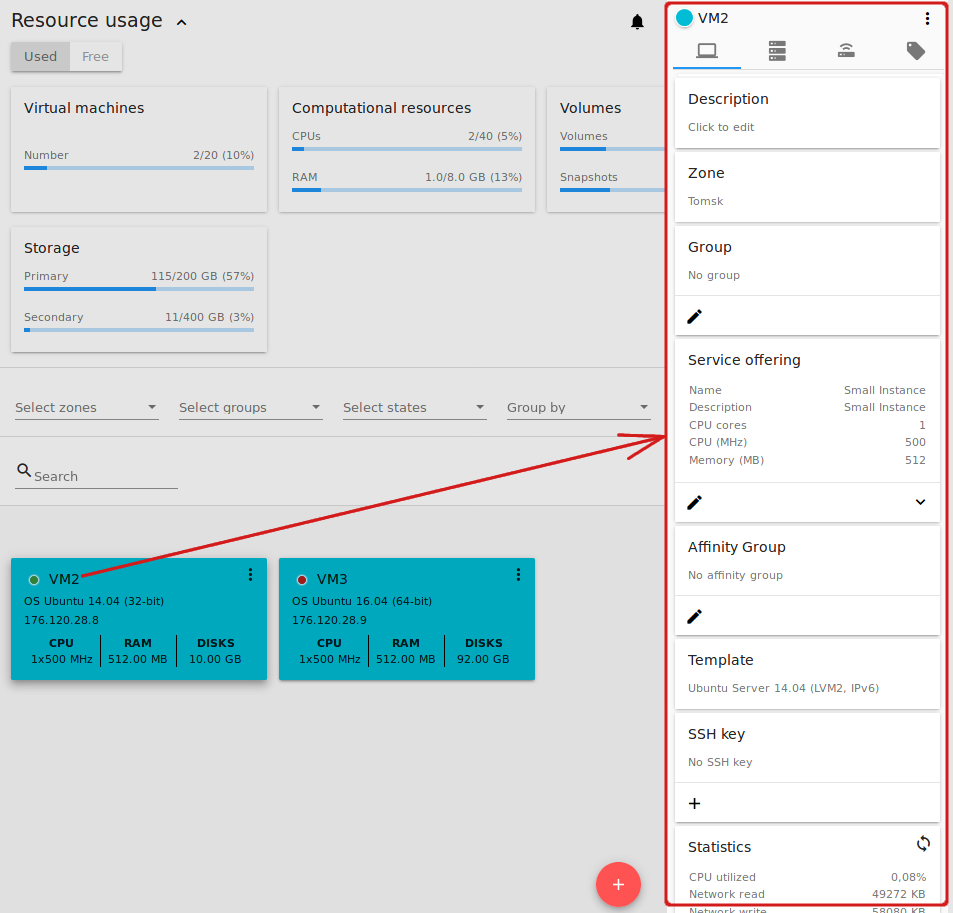 Resource usage
Used Free
Virtual machines
Number 2/20 (10%)
Computational resources
CPUs 2/40 (5%)
RAM 1.0/8.0 GB (13%)
Volumes
Volumes
Snapshots
Storage
Primary 115/200 GB (57%)
Secondary 11/400 GB (3%)
Select zones Select groups Select states Group by
Search
VM2
OS Ubuntu 14.04 (32-bit)
176.120.28.8
CPU RAM DISKS
1x500 MHz 512.00 MB 10.00 GB
VM3
OS Ubuntu 16.04 (64-bit)
176.120.28.9
CPU RAM DISKS
1x500 MHz 512.00 MB 92.00 GB
VM2
Description
Click to edit
Zone
Tomsk
Group
No group
Service offering
Name Small Instance
Description Small Instance
CPU cores 1
CPU (MHz) 500
Memory (MB) 512
Affinity Group
No affinity group
Template
Ubuntu Server 14.04 (LVM2, IPv6)
SSH key
No SSH key
Statistics
CPU utilized 0,08%
Network read 49272 KB
Network write 58080 KB